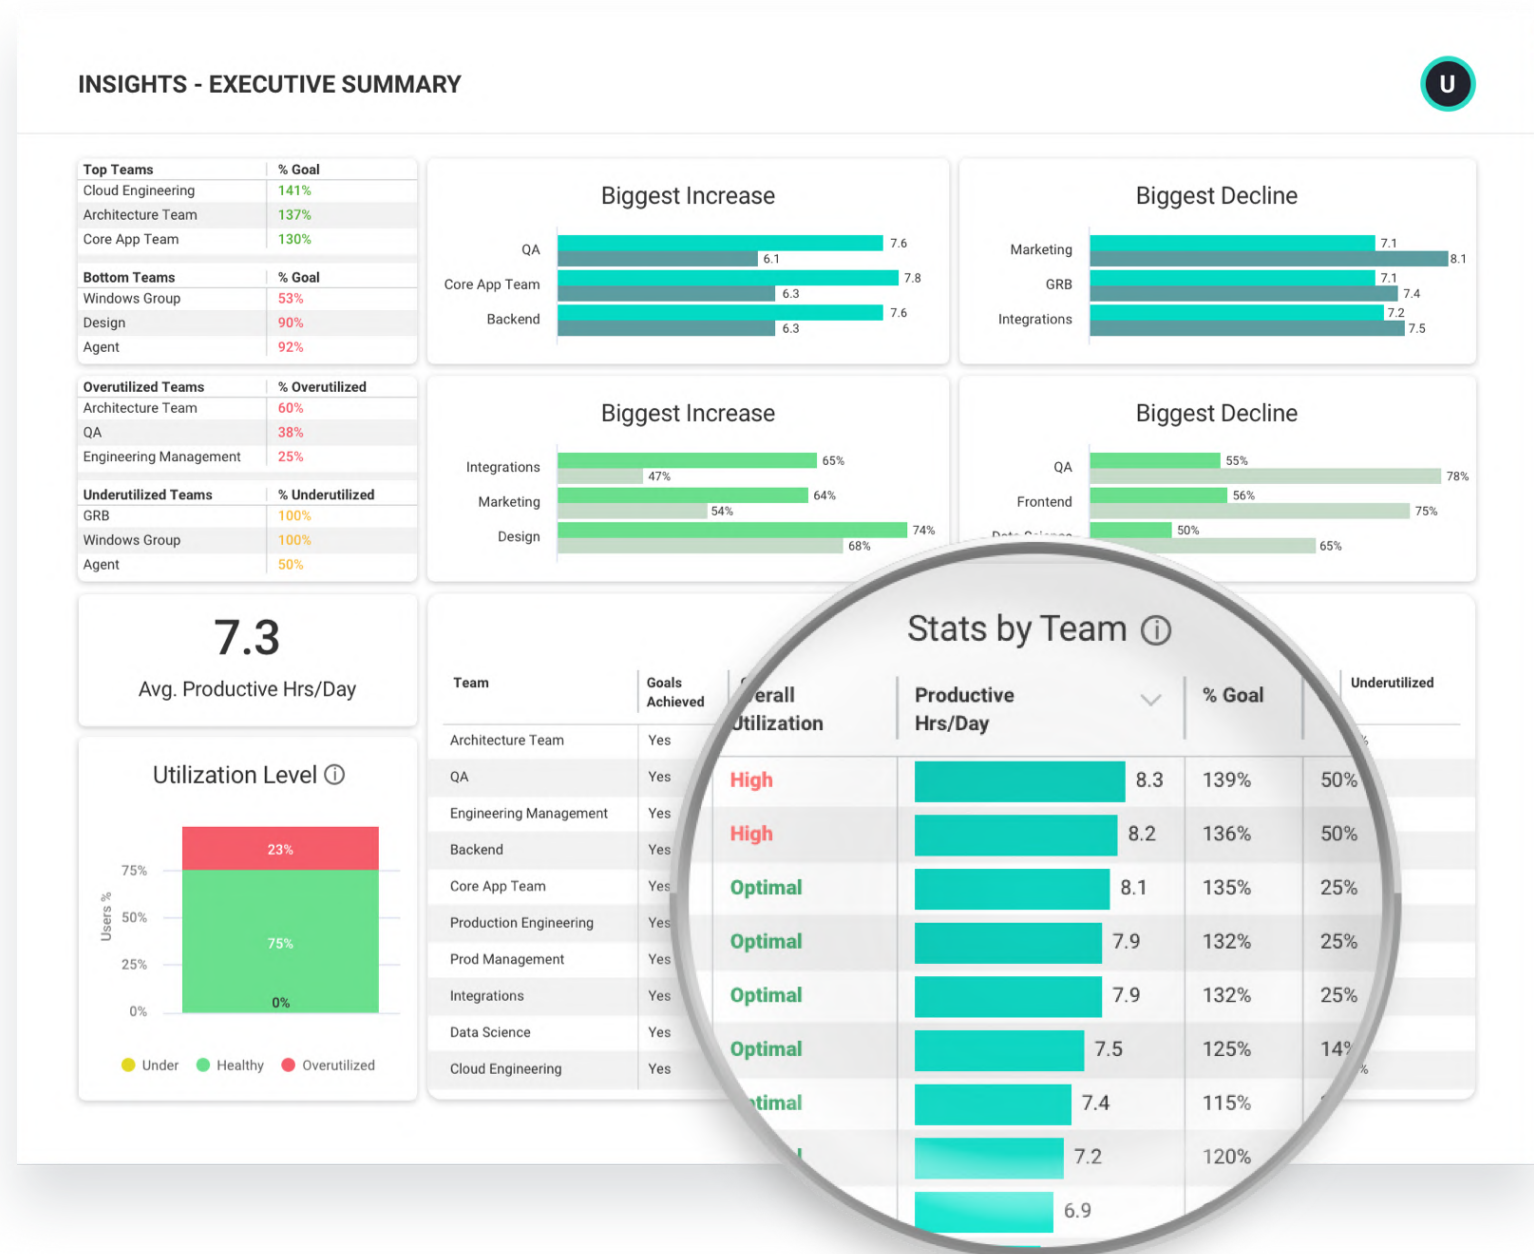 INSIGHTS - EXECUTIVE SUMMARY
U
Top Teams % Goal
Cloud Engineering 141%
Architecture Team 137%
Core App Team 130%
Bottom Teams % Goal
Windows Group 53%
Design 90%
Agent 92%
Biggest Increase
QA 7.6
6.1
Core App Team 7.8
6.3
Backend 7.6
6.3
Biggest Decline
Marketing 7.1
8.1
GRB 7.1
7.4
Integrations 7.2
7.5
Overutilized Teams % Overutilized
Architecture Team 60%
QA 38%
Engineering Management 25%
Underutilized Teams % Underutilized
GRB 100%
Windows Group 100%
Agent 50%
Biggest Increase
Integrations 65%
47%
Marketing 64%
54%
Design 74%
68%
Biggest Decline
QA 55%
78%
Frontend 56%
75%
50%
65%
7.3
Avg. Productive Hrs/Day
Utilization Level
Users %
75%
50%
25%
0%
23%
75%
0%
Under Healthy Overutilized
Team
Goals
Achieved
Underutilized
Architecture Team Yes
QA Yes
Engineering Management Yes
Backend Yes
Core App Team Yes
Production Engineering Yes
Prod Management Yes
Integrations Yes
Data Science Yes
Cloud Engineering Yes
Stats by Team
Utilization
Productive
Hrs/Day
% Goal
High 8.3 139% 50%
High 8.2 136% 50%
Optimal 8.1 135% 25%
Optimal 7.9 132% 25%
Optimal 7.9 132% 25%
Optimal 7.5 125% 14%
7.4 115%
7.2 120%
6.9